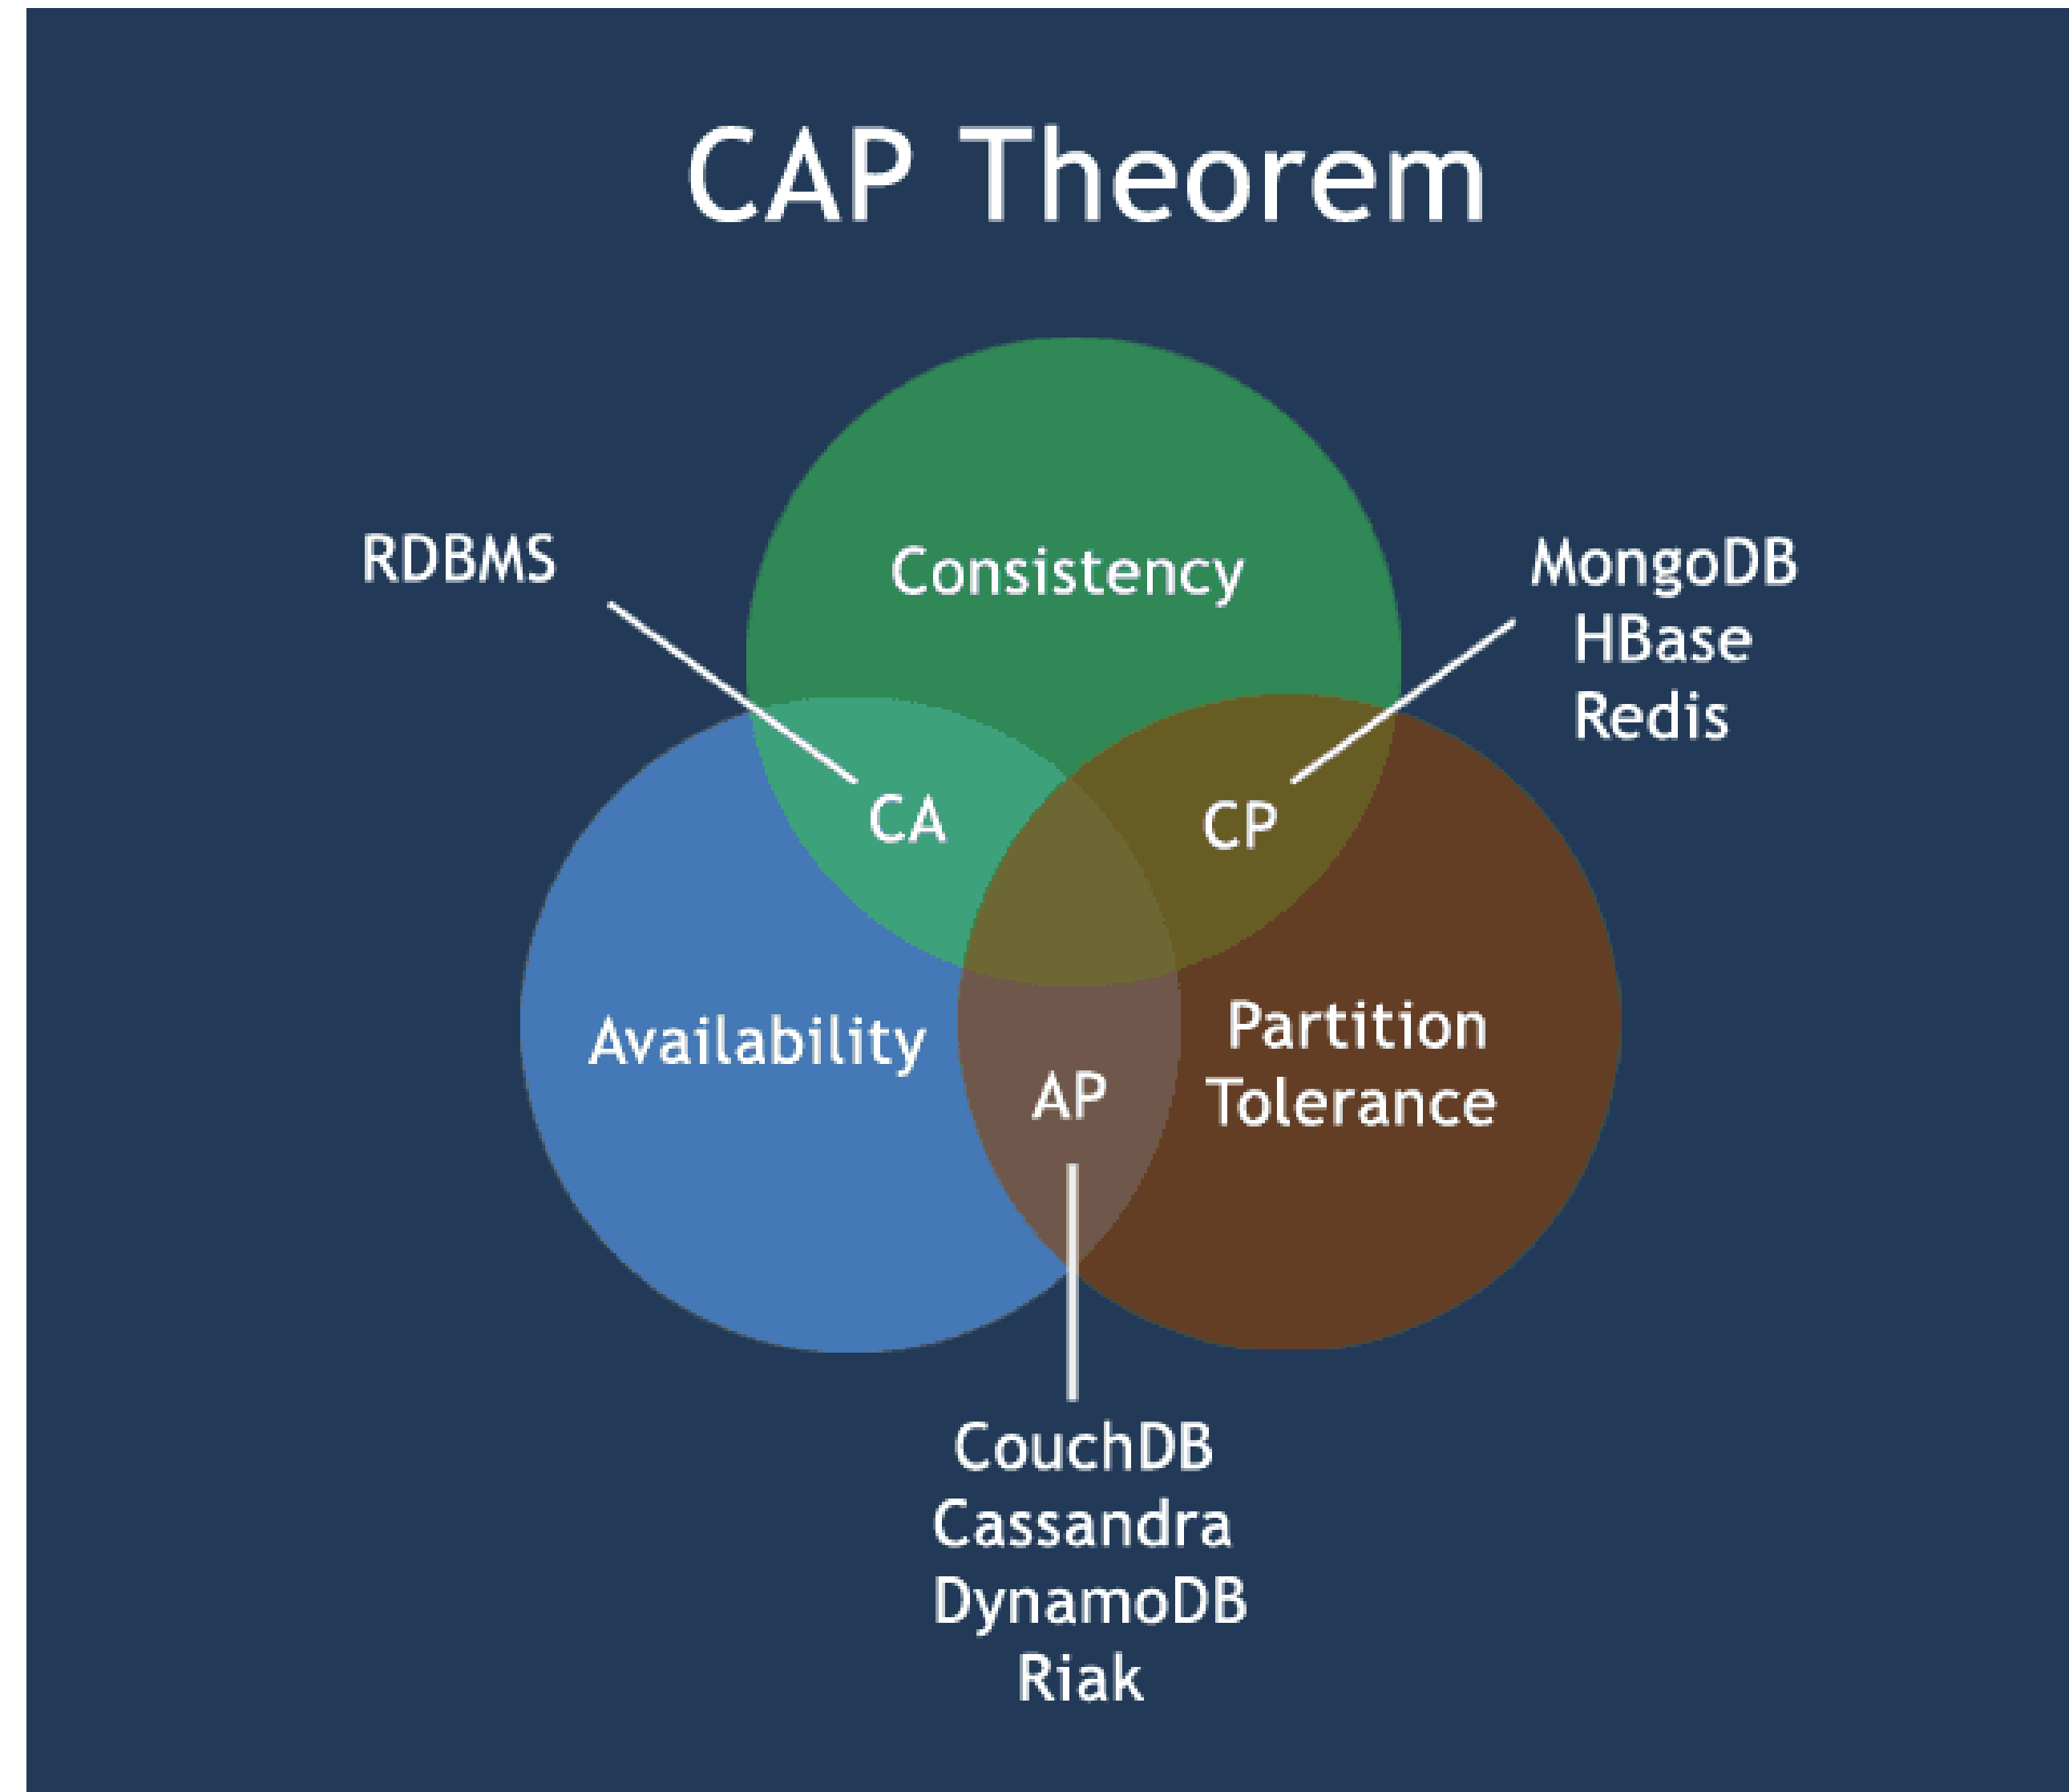 CAP Theorem
RDBMS
Consistency
MongoDB
HBase
Redis
CA
CP
Availability
Partition
Tolerance
AP
CouchDB
Cassandra
DynamoDB
Riak